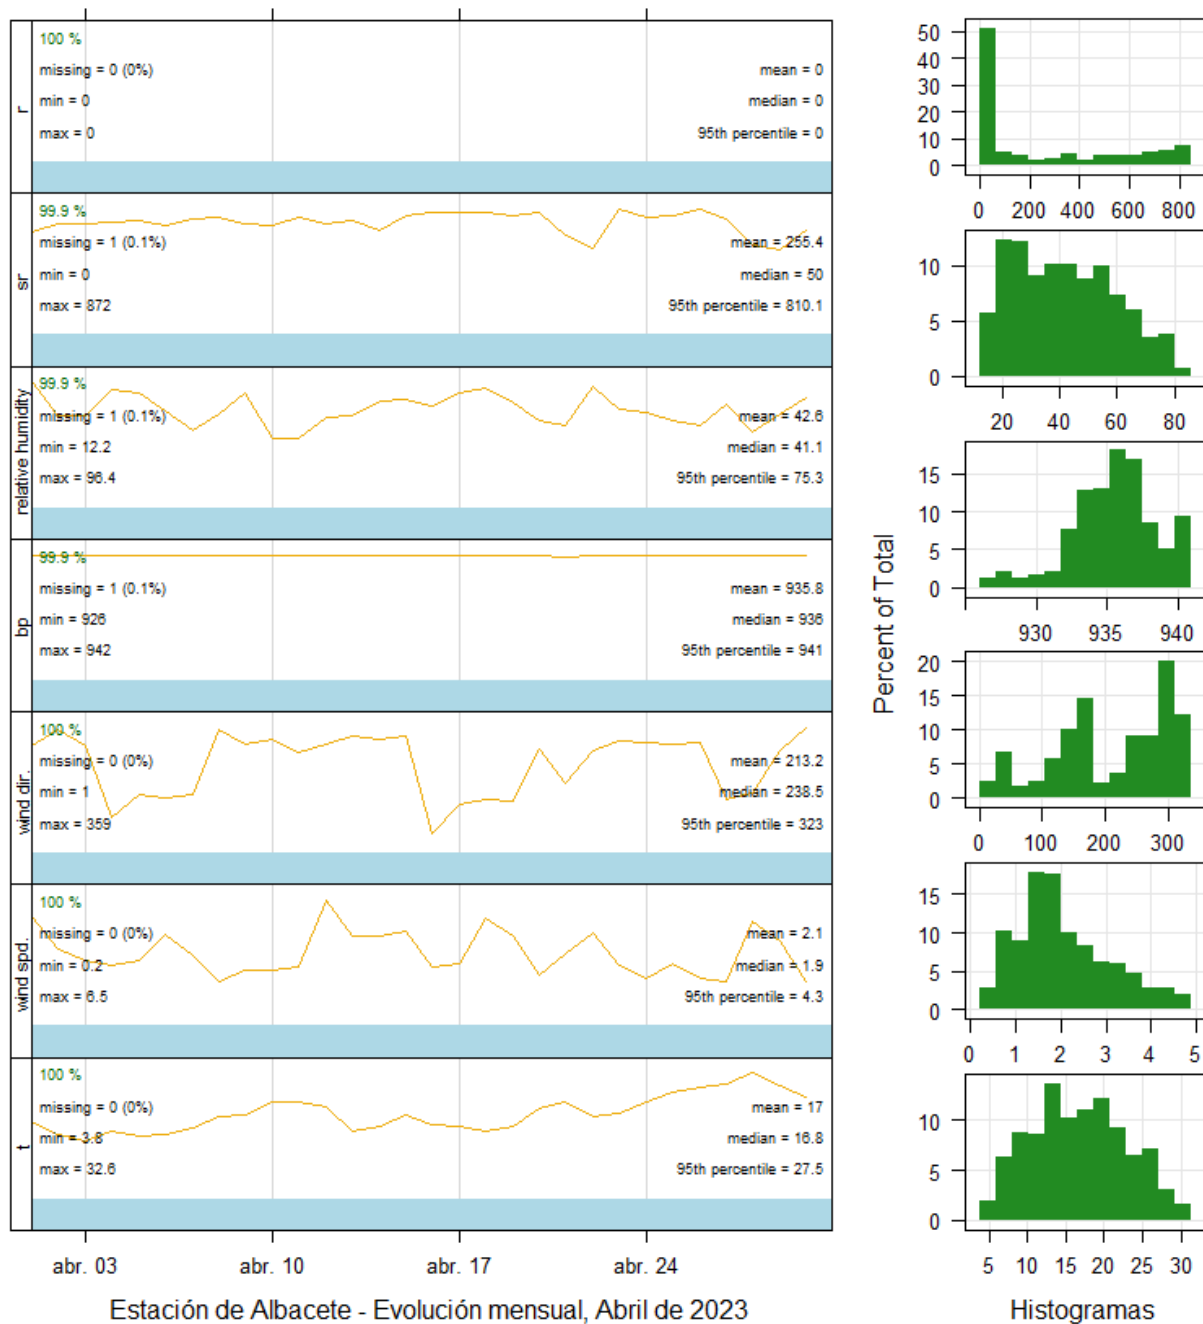 r
100 %
missing = 0 (0%)
min = 0
max = 0
mean = 0
median = 0
95th percentile = 0
sr
99.9 %
missing = 1 (0.1%)
min = 0
max = 872
mean = 255.4
median = 50
95th percentile = 810.1
relative humidity
99.9 %
missing = 1 (0.1%)
min = 12.2
max = 96.4
mean = 42.6
median = 41.1
95th percentile = 75.3
bp
99.9 %
missing = 1 (0.1%)
min = 926
max = 942
mean = 935.8
median = 936
95th percentile = 941
wind dir.
100 %
missing = 0 (0%)
min = 1
max = 359
mean = 213.2
median = 238.5
95th percentile = 323
wind spd.
100 %
missing = 0 (0%)
min = 0.2
max = 6.5
mean = 2.1
median = 1.9
95th percentile = 4.3
t
100 %
missing = 0 (0%)
min = 3.8
max = 32.6
mean = 17
median = 16.8
95th percentile = 27.5
abr. 03 abr. 10 abr. 17 abr. 24
Estación de Albacete - Evolución mensual, Abril de 2023
Percent of Total
50
40
30
20
10
0
0 200 400 600 800
10
5
0
20 40 60 80
15
10
5
0
930 935 940
20
15
10
5
0
0 100 200 300
15
10
5
0
0 1 2 3 4 5
10
5
0
5 10 15 20 25 30
Histogramas